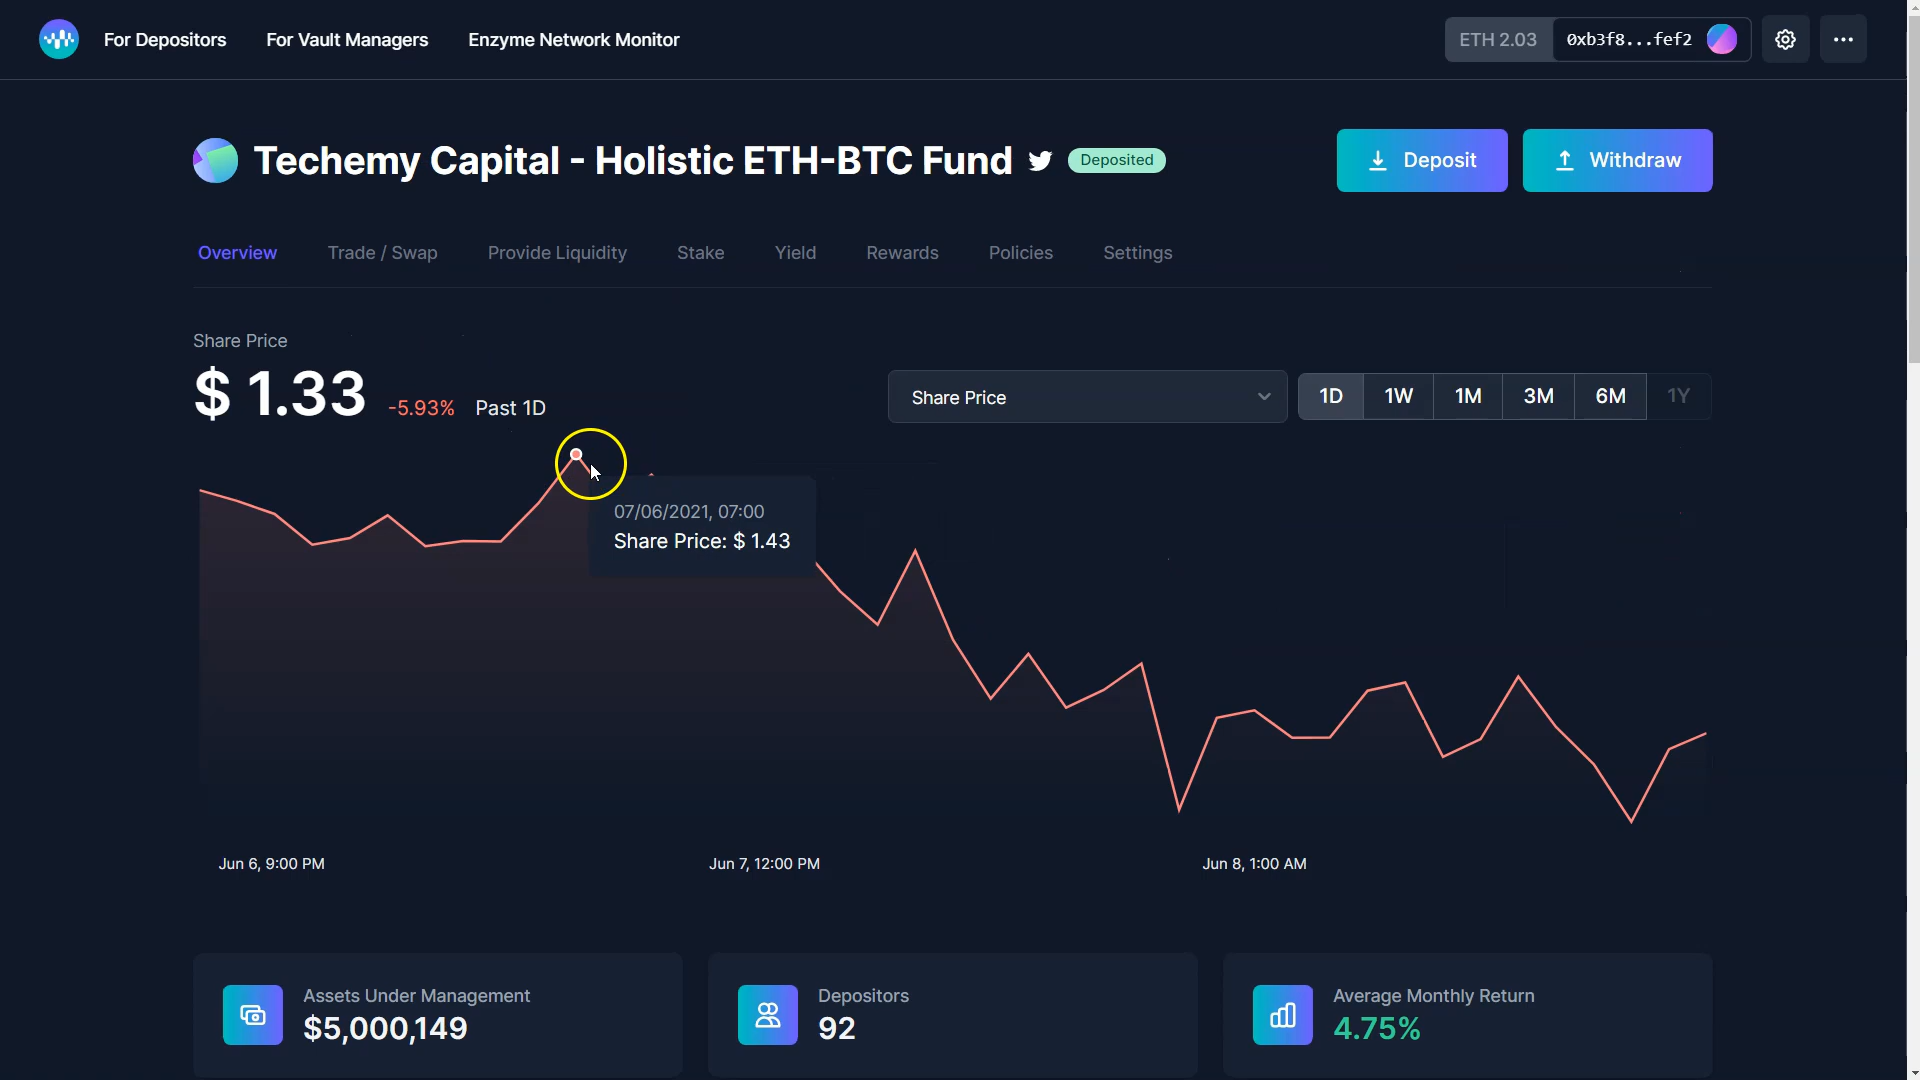 For Depositors For Vault Managers Enzyme Network Monitor ETH 2.03 0xb3f8...fef2
Techemy Capital - Holistic ETH-BTC Fund Deposited Deposit Withdraw
Overview Trade / Swap Provide Liquidity Stake Yield Rewards Policies Settings
Share Price
$ 1.33 -5.93% Past 1D Share Price 1D 1W 1M 3M 6M 1Y
07/06/2021, 07:00
Share Price: $ 1.43
Jun 6, 9:00 PM Jun 7, 12:00 PM Jun 8, 1:00 AM
Assets Under Management Depositors Average Monthly Return
$5,000,149 92 4.75%